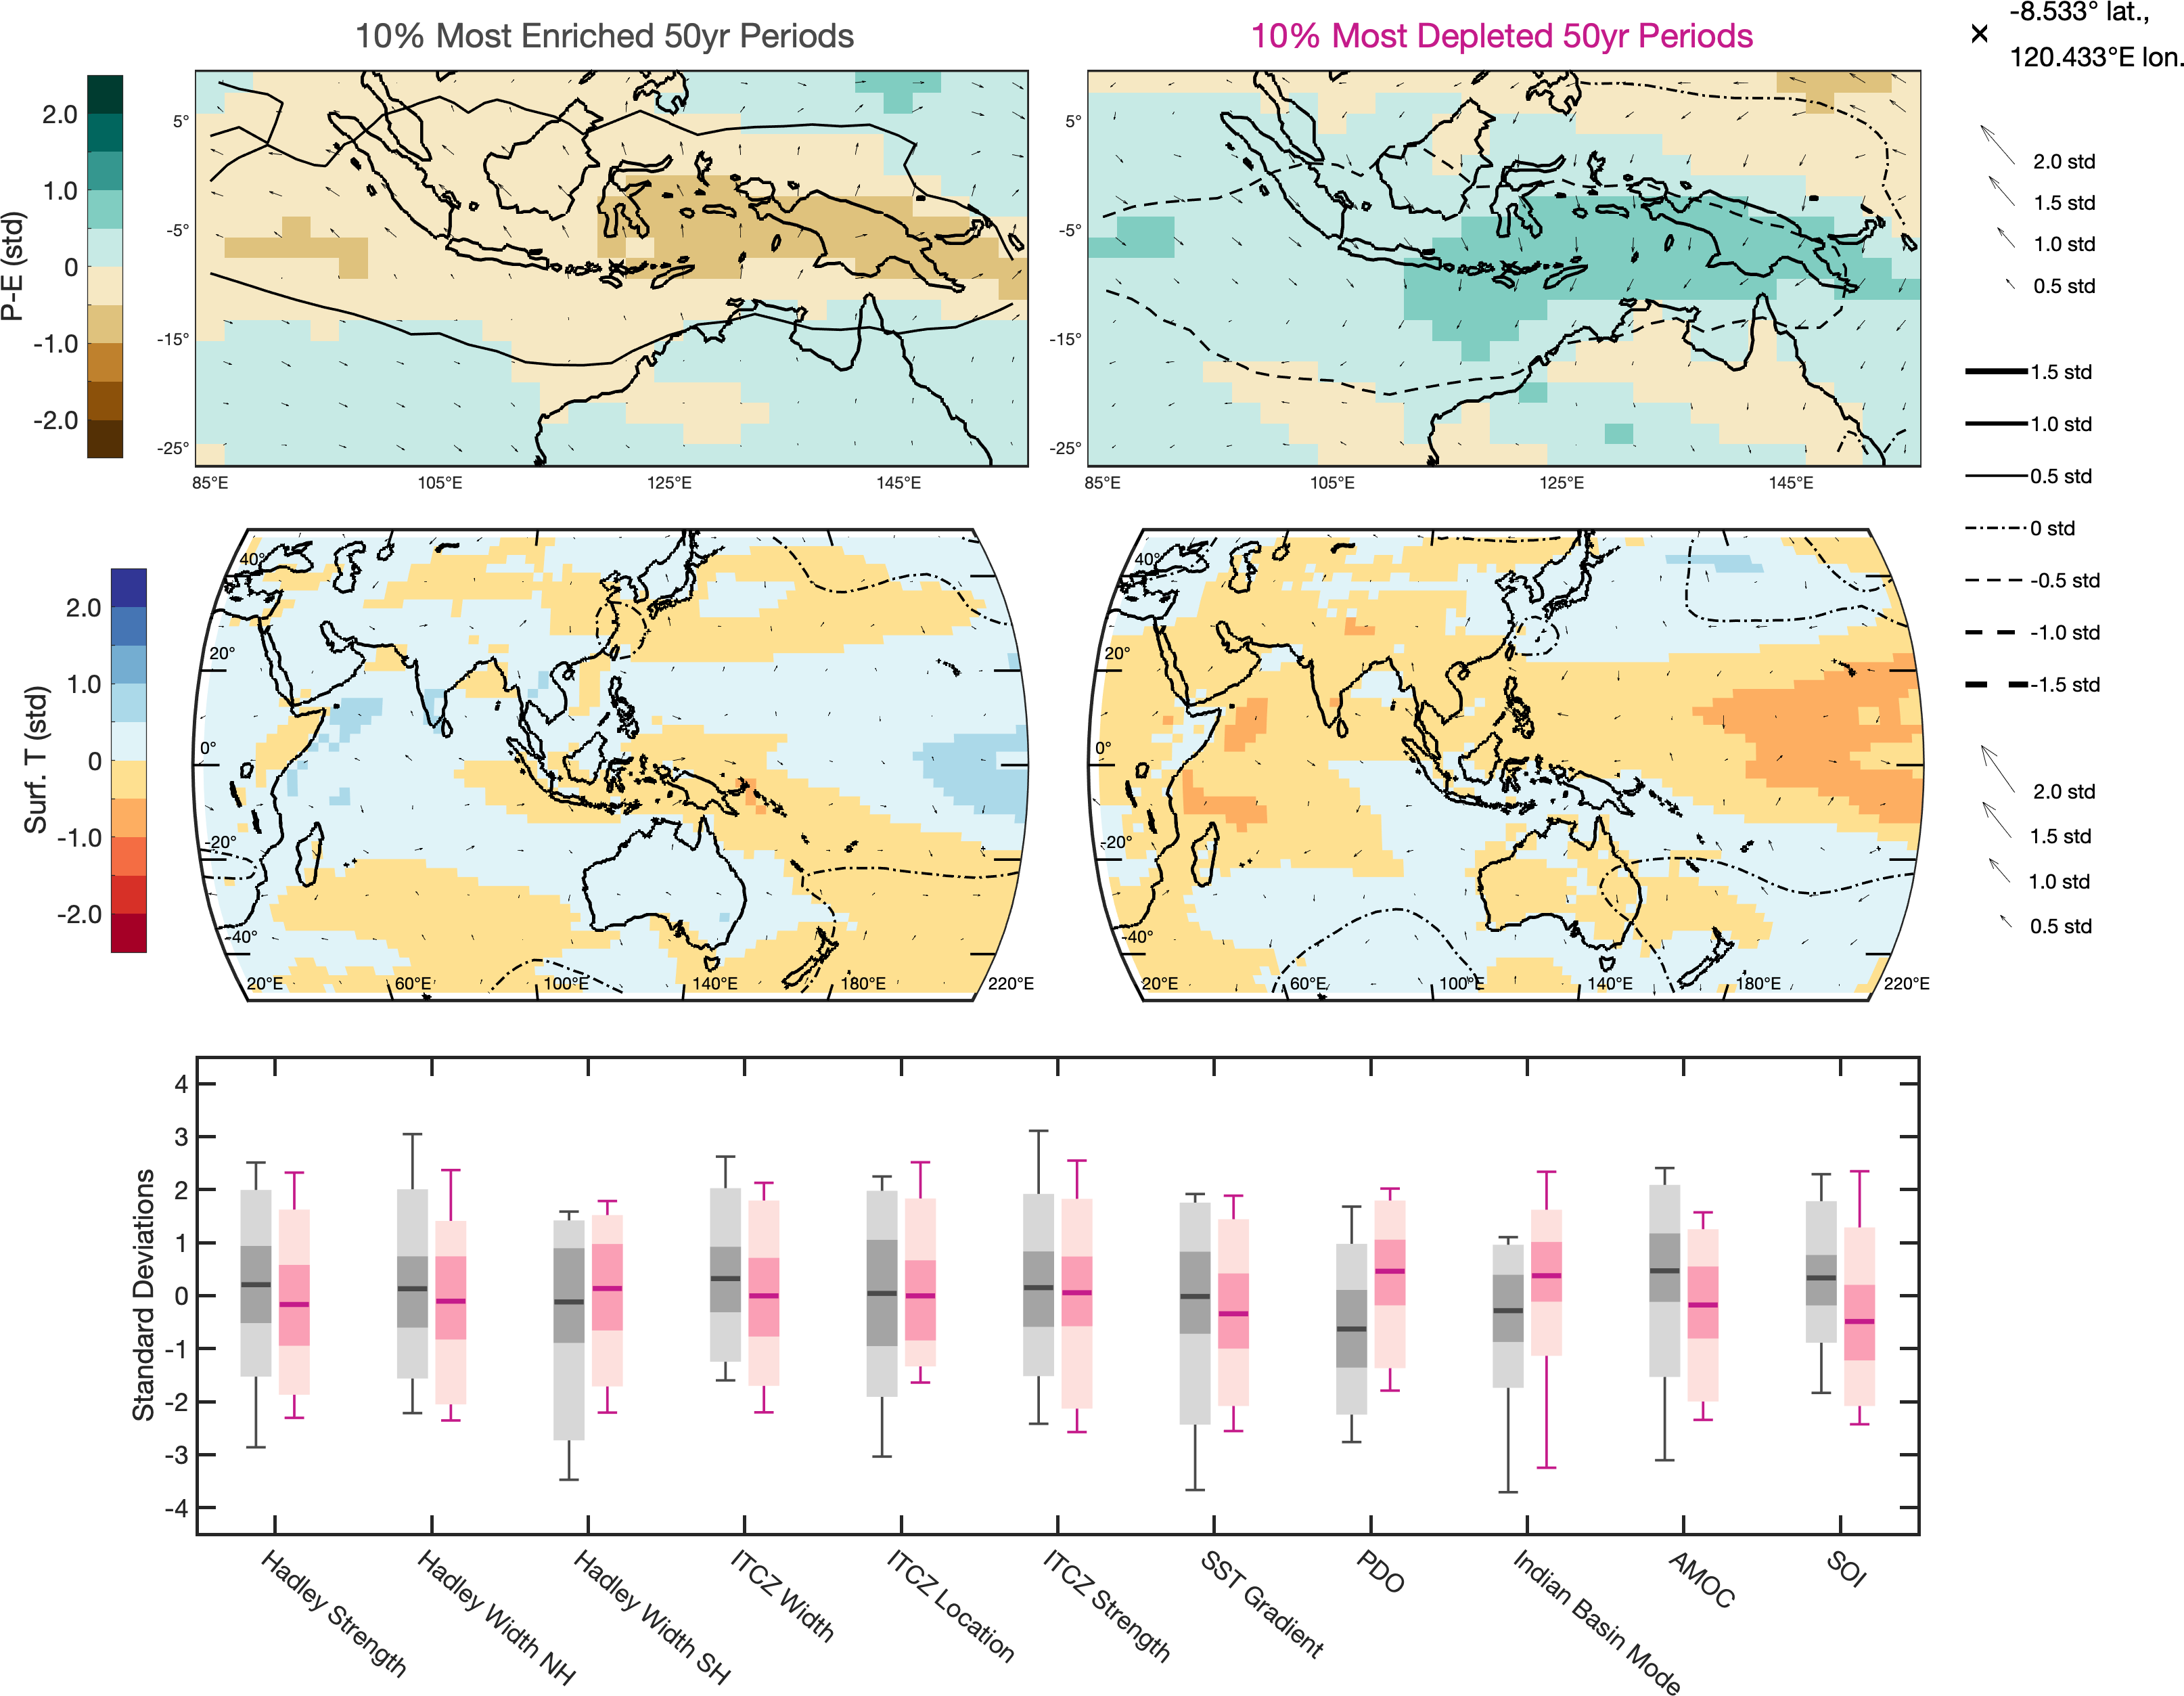 10% Most Enriched 50yr Periods
10% Most Depleted 50yr Periods
-8.533° lat.,
120.433°E lon.
P-E (std)
2.0
1.0
0
-1.0
-2.0
5°
-5°
-15°
-25°
85°E
105°E
125°E
145°E
5°
-5°
-15°
-25°
85°E
105°E
125°E
145°E
2.0 std
1.5 std
1.0 std
0.5 std
1.5 std
1.0 std
0.5 std
0 std
-0.5 std
-1.0 std
-1.5 std
Surf. T (std)
2.0
1.0
0
-1.0
-2.0
40°
20°
0°
-20°
-40°
20°E
60°E
100°E
140°E
180°E
220°E
40°
20°
0°
-20°
-40°
20°E
60°E
100°E
140°E
180°E
220°E
2.0 std
1.5 std
1.0 std
0.5 std
Standard Deviations
4
3
2
1
0
-1
-2
-3
-4
Hadley Strength
Hadley Width NH
Hadley Width SH
ITCZ Width
ITCZ Location
ITCZ Strength
SST Gradient
PDO
Indian Basin Mode
AMOC
SOI